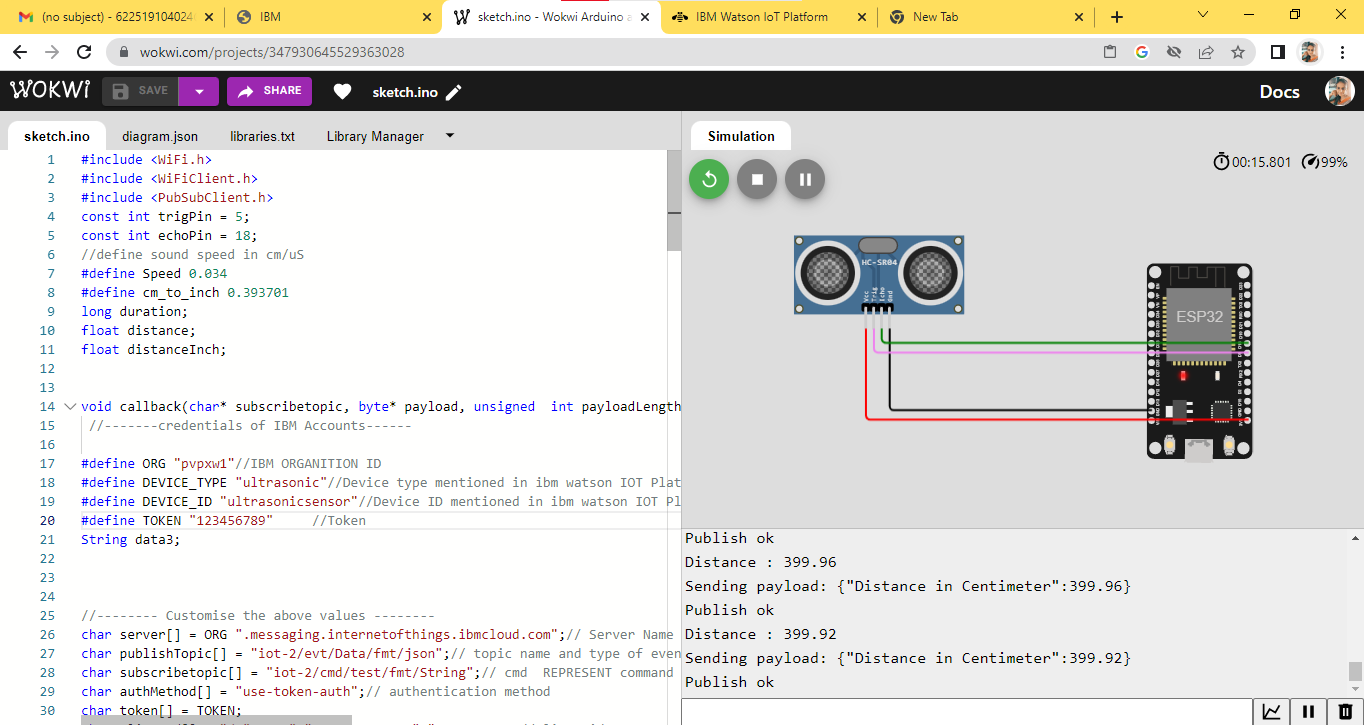 (no subject) - 622519104024
IBM
sketch.ino - Wokwi Arduino a
IBM Watson IoT Platform
New Tab
wokwi.com/projects/347930645529363028
WOKWI
SAVE
SHARE
sketch.ino
Docs
sketch.ino
diagram.json
libraries.txt
Library Manager
Simulation
1 #include <WiFi.h>
2 #include <WiFiClient.h>
3 #include <PubSubClient.h>
4 const int trigPin = 5;
5 const int echoPin = 18;
6 //define sound speed in cm/uS
7 #define Speed 0.034
8 #define cm_to_inch 0.393701
9 long duration;
10 float distance;
11 float distanceInch;
12
13
14 void callback(char* subscribetopic, byte* payload, unsigned  int payloadLength
15 //-------credentials of IBM Accounts------
16
17 #define ORG "pvpxw1"//IBM ORGANITION ID
18 #define DEVICE_TYPE "ultrasonic"//Device type mentioned in ibm watson IOT Plat
19 #define DEVICE_ID "ultrasonicsensor"//Device ID mentioned in ibm watson IOT Pl
20 #define TOKEN "123456789"     //Token
21 String data3;
22
23
24
25 //-------- Customise the above values --------
26 char server[] = ORG ".messaging.internetofthings.ibmcloud.com";// Server Name
27 char publishTopic[] = "iot-2/evt/Data/fmt/json";// topic name and type of even
28 char subscribetopic[] = "iot-2/cmd/test/fmt/String";// cmd  REPRESENT command
29 char authMethod[] = "use-token-auth";// authentication method
30 char token[] = TOKEN;
00:15.801
99%
HC-SR04
Vcc
Trig
Echo
Gnd
ESP32
Publish ok
Distance : 399.96
Sending payload: {"Distance in Centimeter":399.96}
Publish ok
Distance : 399.92
Sending payload: {"Distance in Centimeter":399.92}
Publish ok